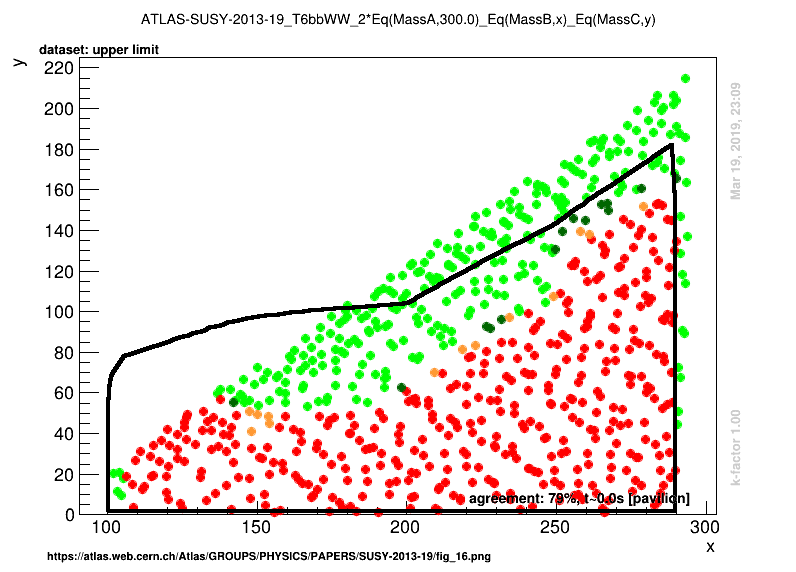 ATLAS-SUSY-2013-19_T6bbWW_2*Eq(MassA,300.0)_Eq(MassB,x)_Eq(MassC,y)
dataset: upper limit
y
220
200
180
160
140
120
100
80
60
40
20
0
100 150 200 250 300
x
agreement: 79%, t~0.0s [pavilion]
Mar 19, 2019, 23:09
k-factor 1.00
https://atlas.web.cern.ch/Atlas/GROUPS/PHYSICS/PAPERS/SUSY-2013-19/fig_16.png